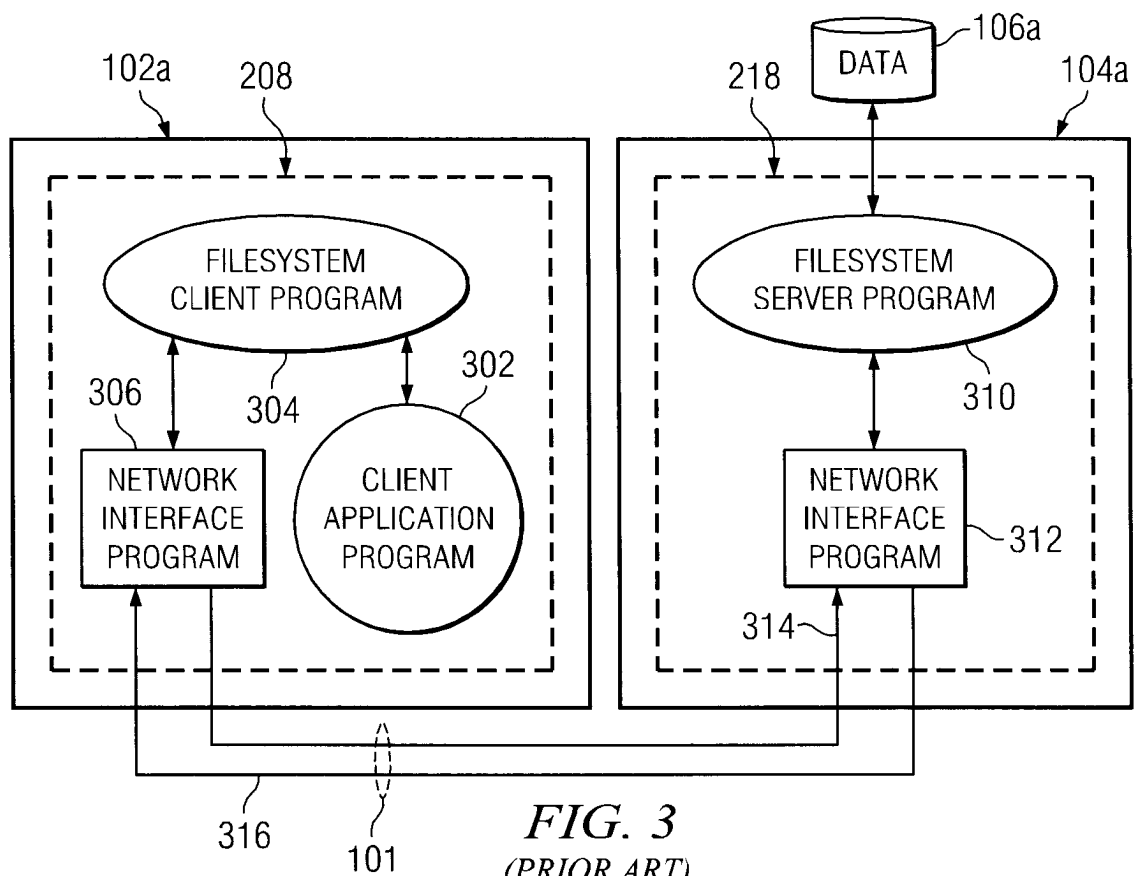 106a
DATA
102a
208
218
104a
FILESYSTEM
CLIENT PROGRAM
FILESYSTEM
SERVER PROGRAM
306
304
302
310
NETWORK
INTERFACE
PROGRAM
CLIENT
APPLICATION
PROGRAM
NETWORK
INTERFACE
PROGRAM
312
314
316
101
FIG. 3
(PRIOR ART)